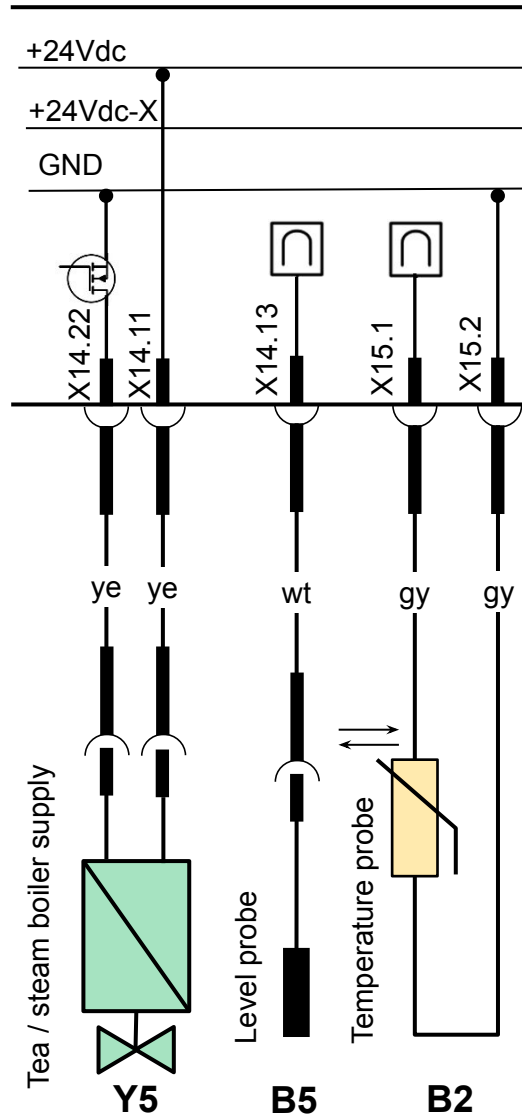 +24Vdc
+24Vdc-X
GND
X14.22
X14.11
X14.13
X15.1
X15.2
ye
ye
wt
gy
gy
Tea / steam boiler supply
Level probe
Temperature probe
Y5
B5
B2